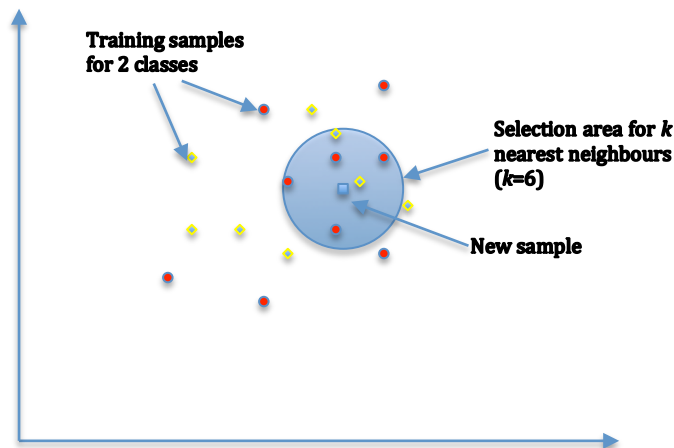 Training samples
for 2 classes
Selection area for k
nearest neighbours
(k=6)
New sample